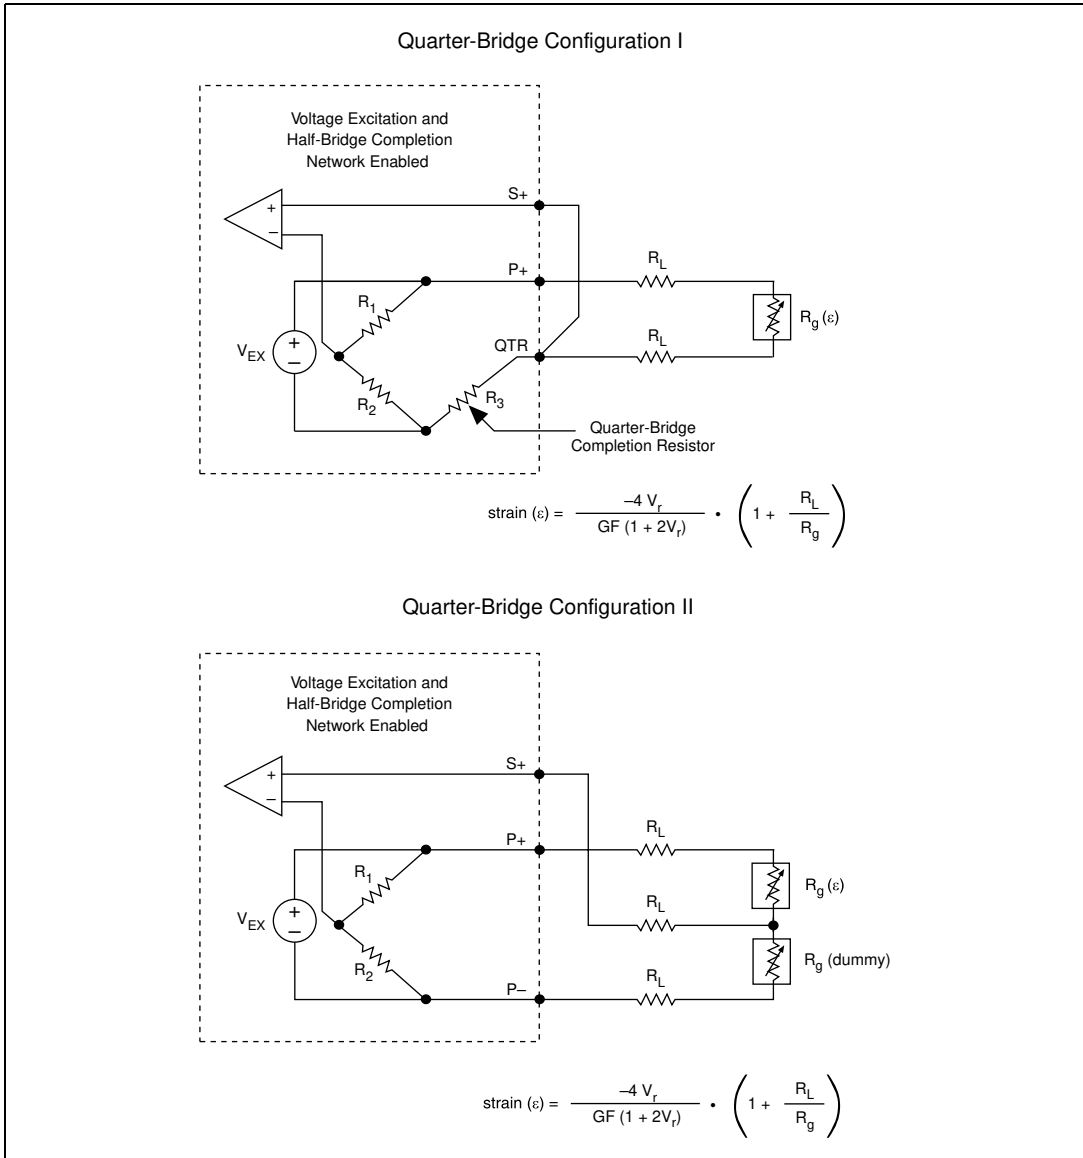 Quarter-Bridge Configuration I
Voltage Excitation and
Half-Bridge Completion
Network Enabled
+
–
S+
P+
R_L
R_1
R_g (ε)
V_EX
+
–
R_L
QTR
R_2
R_3
Quarter-Bridge
Completion Resistor
strain (ε) = –4 V_r / GF (1 + 2V_r) • (1 + R_L / R_g)
Quarter-Bridge Configuration II
Voltage Excitation and
Half-Bridge Completion
Network Enabled
+
–
S+
P+
R_L
R_1
R_g (ε)
V_EX
+
–
R_L
R_2
R_g (dummy)
P–
R_L
strain (ε) = –4 V_r / GF (1 + 2V_r) • (1 + R_L / R_g)